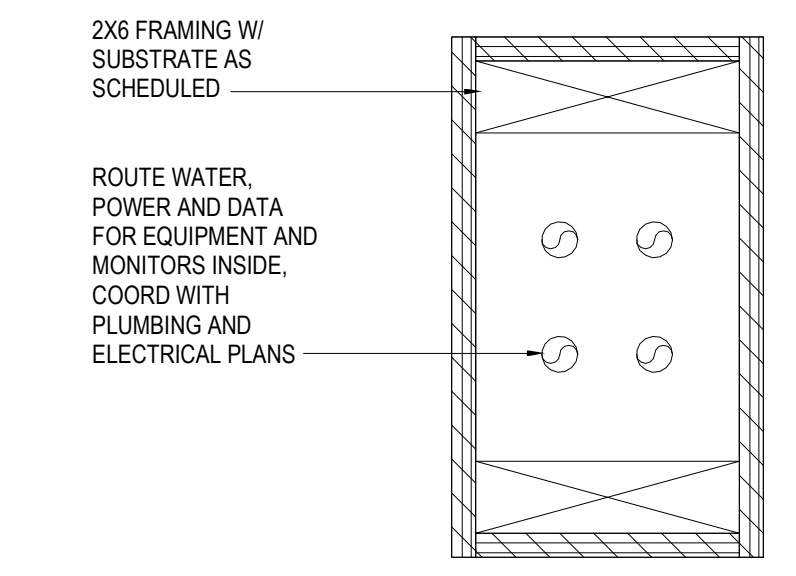 2X6 FRAMING W/
SUBSTRATE AS
SCHEDULED
ROUTE WATER,
POWER AND DATA
FOR EQUIPMENT AND
MONITORS INSIDE,
COORD WITH
PLUMBING AND
ELECTRICAL PLANS